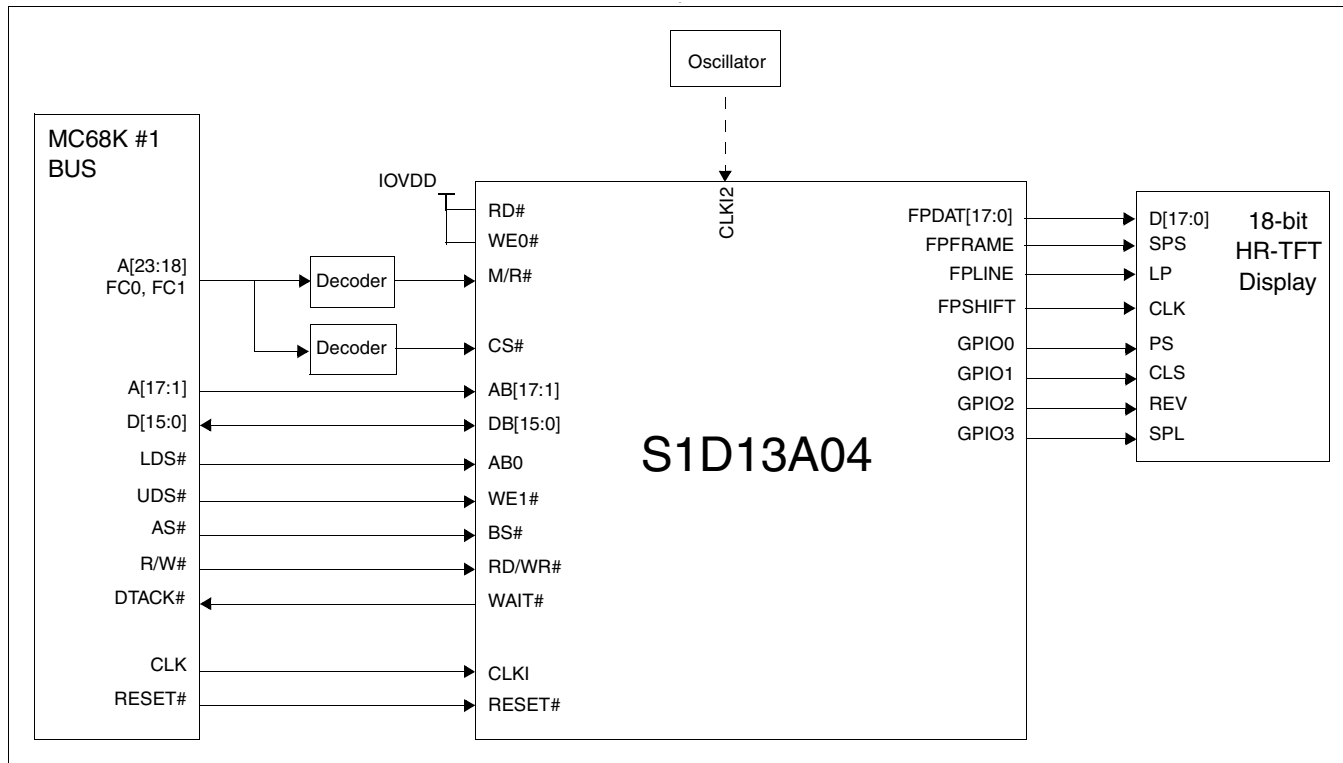 Oscillator
MC68K #1
BUS
A[23:18]
FC0, FC1
A[17:1]
D[15:0]
LDS#
UDS#
AS#
R/W#
DTACK#
CLK
RESET#
IOVDD
Decoder
Decoder
CLKI2
RD#
WE0#
M/R#
CS#
AB[17:1]
DB[15:0]
AB0
WE1#
BS#
RD/WR#
WAIT#
CLKI
RESET#
S1D13A04
FPDAT[17:0]
FPFRAME
FPLINE
FPSHIFT
GPIO0
GPIO1
GPIO2
GPIO3
D[17:0]
SPS
LP
CLK
PS
CLS
REV
SPL
18-bit
HR-TFT
Display